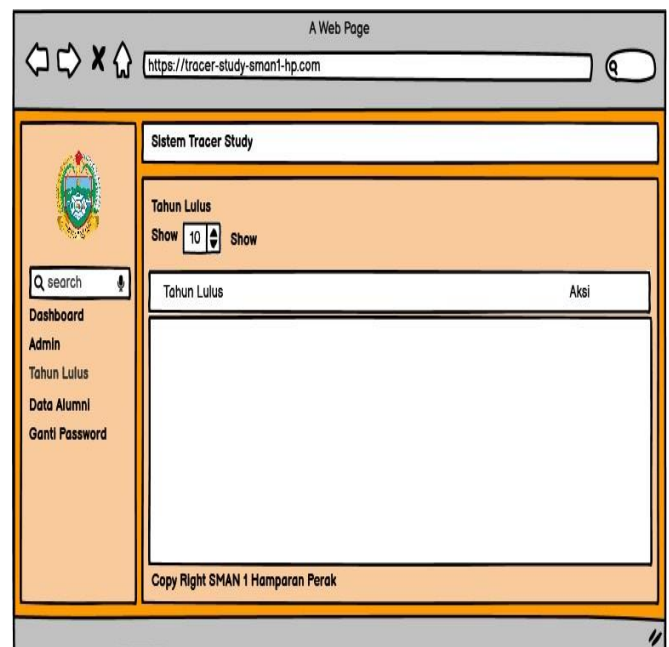 A Web Page
https://tracer-study-sman1-hp.com
Sistem Tracer Study
search
Dashboard
Admin
Tahun Lulus
Data Alumni
Ganti Password
Tahun Lulus
Show 10 Show
Tahun Lulus Aksi
Copy Right SMAN 1 Hamparan Perak